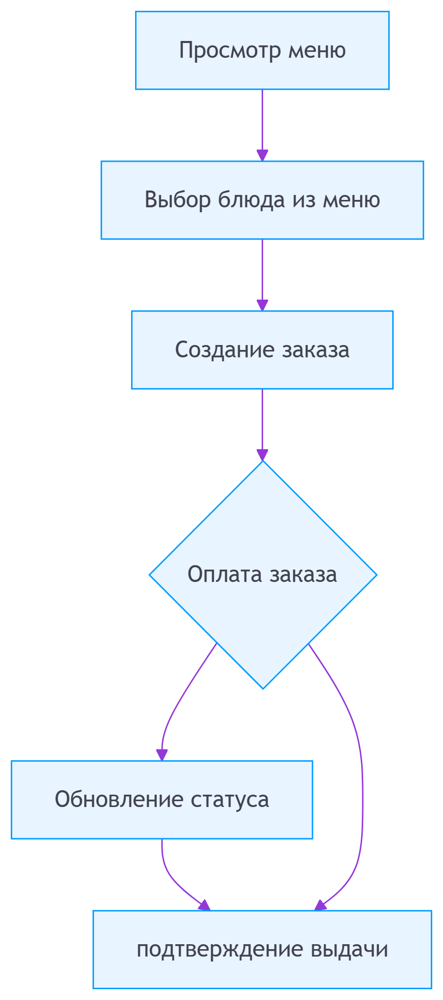 Просмотр меню
Выбор блюда из меню
Создание заказа
Оплата заказа
Обновление статуса
подтверждение выдачи